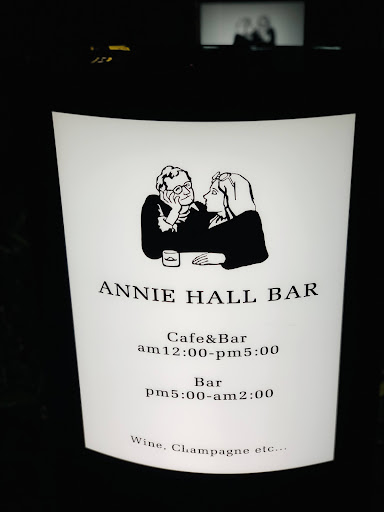 ANNIE HALL BAR
Cafe&Bar
am12:00-pm5:00
Bar
pm5:00-am2:00
Wine, Champagne etc...